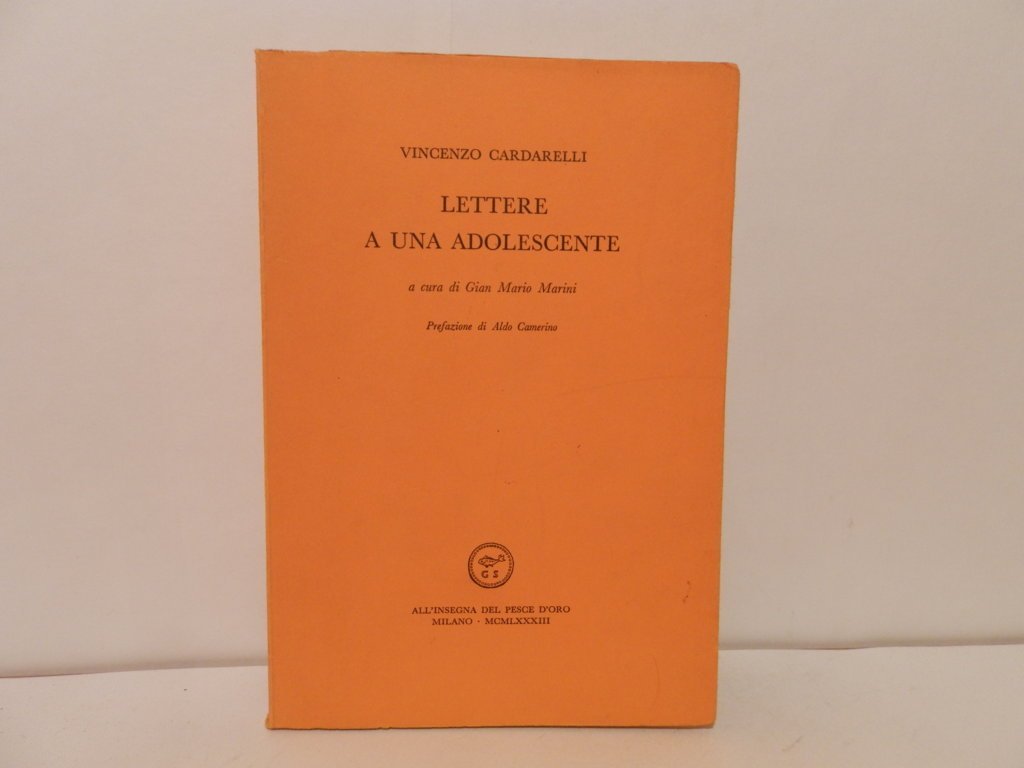 VINCENZO CARDARELLI
LETTERE
A UNA ADOLESCENTE
a cura di Gian Mario Marini
Prefazione di Aldo Camerino
G S
ALL'INSEGNA DEL PESCE D'ORO
MILANO · MCMLXXXIII